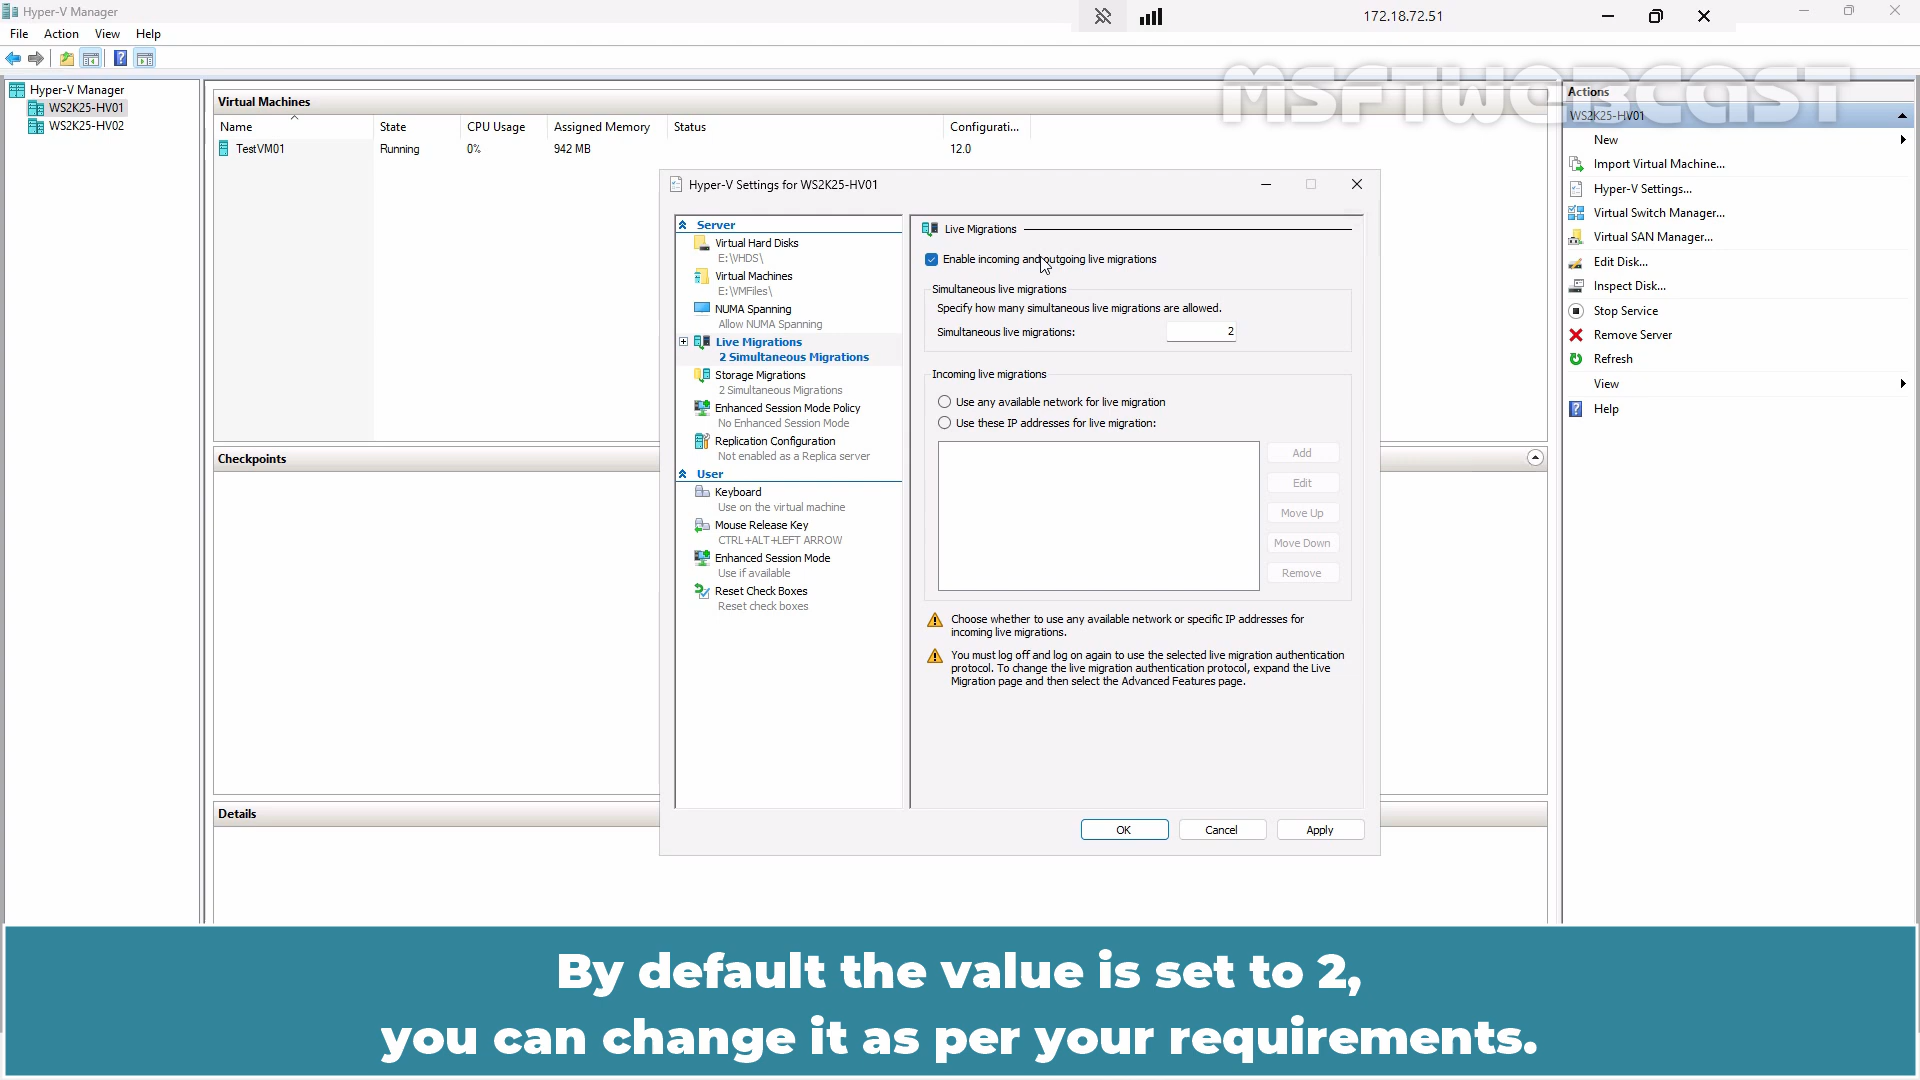 Hyper-V Manager
172.18.72.51
File Action View Help
MSFTWEBCAST
Hyper-V Manager
WS2K25-HV01
WS2K25-HV02
Virtual Machines
Name State CPU Usage Assigned Memory Status Configurati...
TestVM01 Running 0% 942 MB 12.0
Hyper-V Settings for WS2K25-HV01
Server
Virtual Hard Disks
E:\VHDS\
Virtual Machines
E:\VMFiles\
NUMA Spanning
Allow NUMA Spanning
Live Migrations
2 Simultaneous Migrations
Storage Migrations
2 Simultaneous Migrations
Enhanced Session Mode Policy
No Enhanced Session Mode
Replication Configuration
Not enabled as a Replica server
User
Keyboard
Use on the virtual machine
Mouse Release Key
CTRL+ALT+LEFT ARROW
Enhanced Session Mode
Use if available
Reset Check Boxes
Reset check boxes
Live Migrations
Enable incoming and outgoing live migrations
Simultaneous live migrations
Specify how many simultaneous live migrations are allowed.
Simultaneous live migrations: 2
Incoming live migrations
Use any available network for live migration
Use these IP addresses for live migration:
Add
Edit
Move Up
Move Down
Remove
Choose whether to use any available network or specific IP addresses for
incoming live migrations.
You must log off and log on again to use the selected live migration authentication
protocol. To change the live migration authentication protocol, expand the Live
Migration page and then select the Advanced Features page.
OK Cancel Apply
Checkpoints
Details
Actions
WS2K25-HV01
New
Import Virtual Machine...
Hyper-V Settings...
Virtual Switch Manager...
Virtual SAN Manager...
Edit Disk...
Inspect Disk...
Stop Service
Remove Server
Refresh
View
Help
By default the value is set to 2,
you can change it as per your requirements.